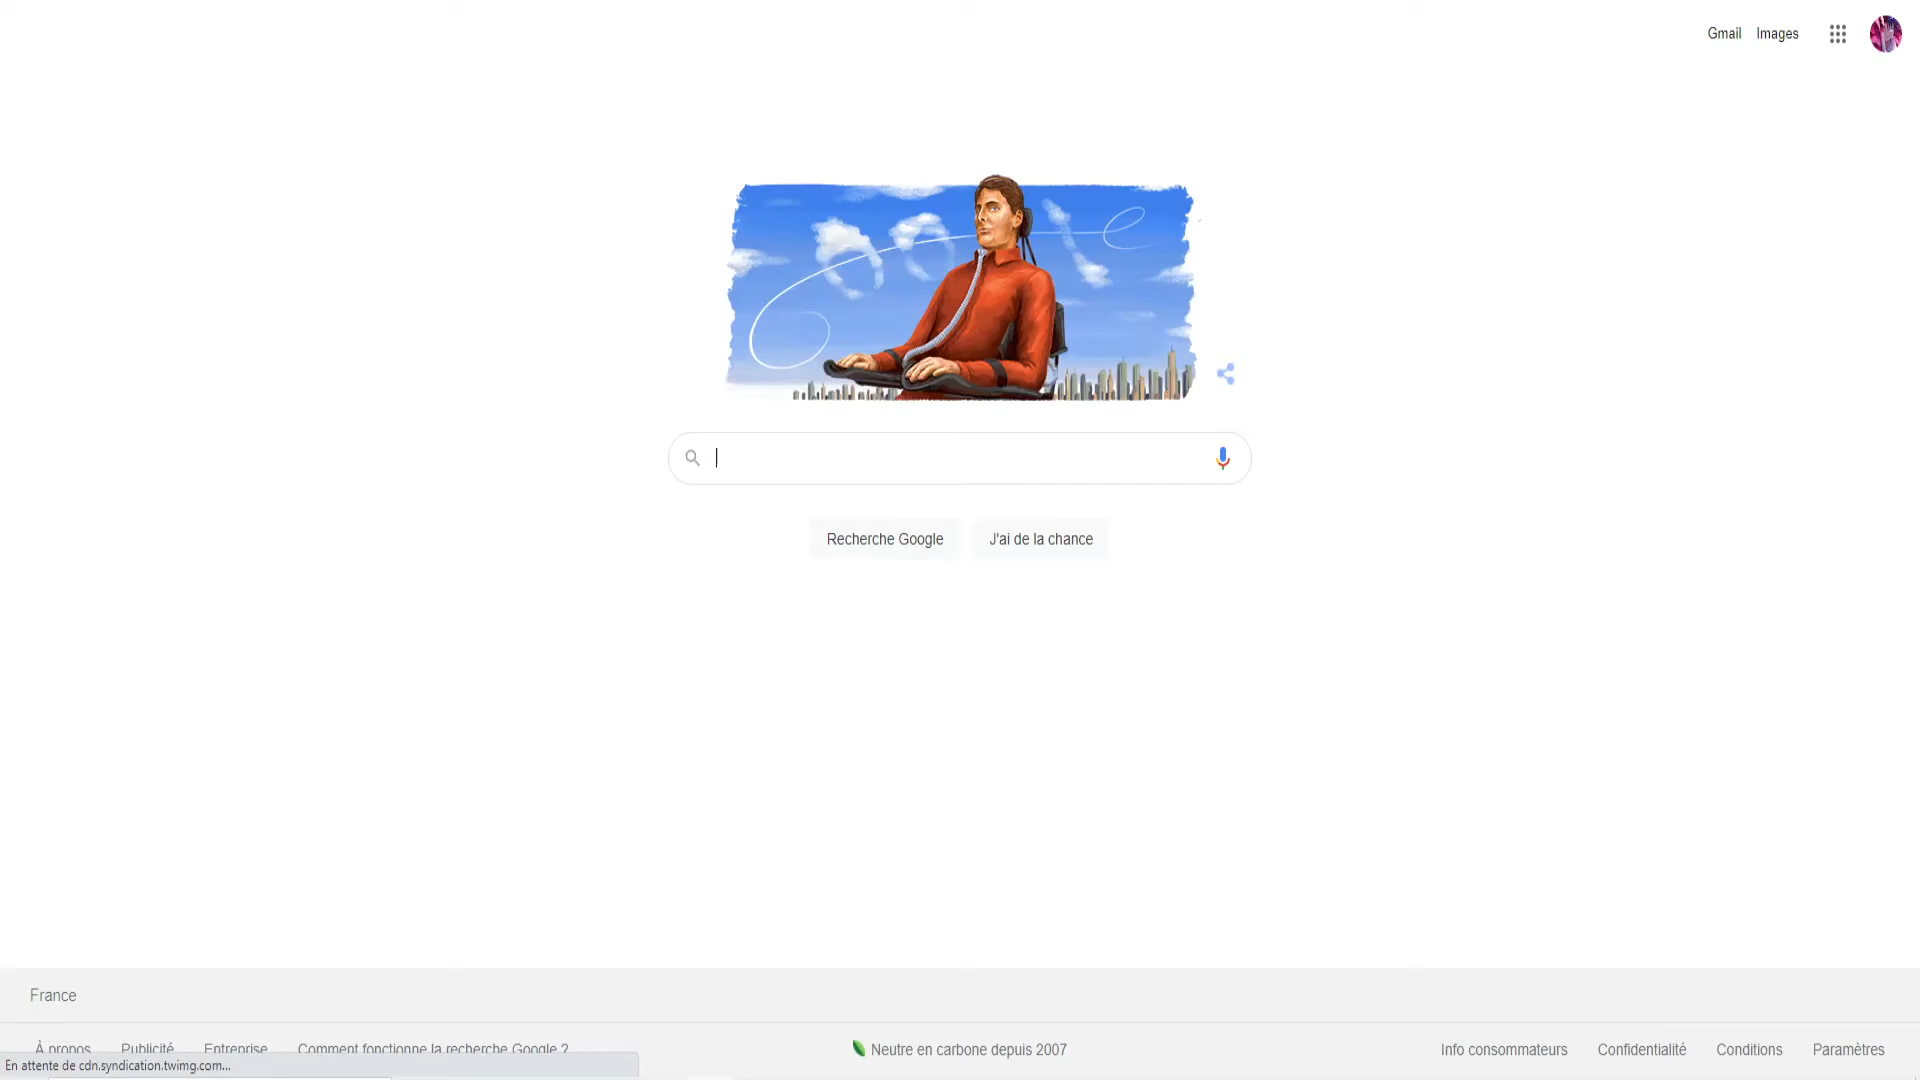 Gmail Images
Recherche Google J'ai de la chance
France
À propos Publicité Entreprise Comment fonctionne la recherche Google ?
Neutre en carbone depuis 2007
Info consommateurs Confidentialité Conditions Paramètres
En attente de cdn.syndication.twimg.com...